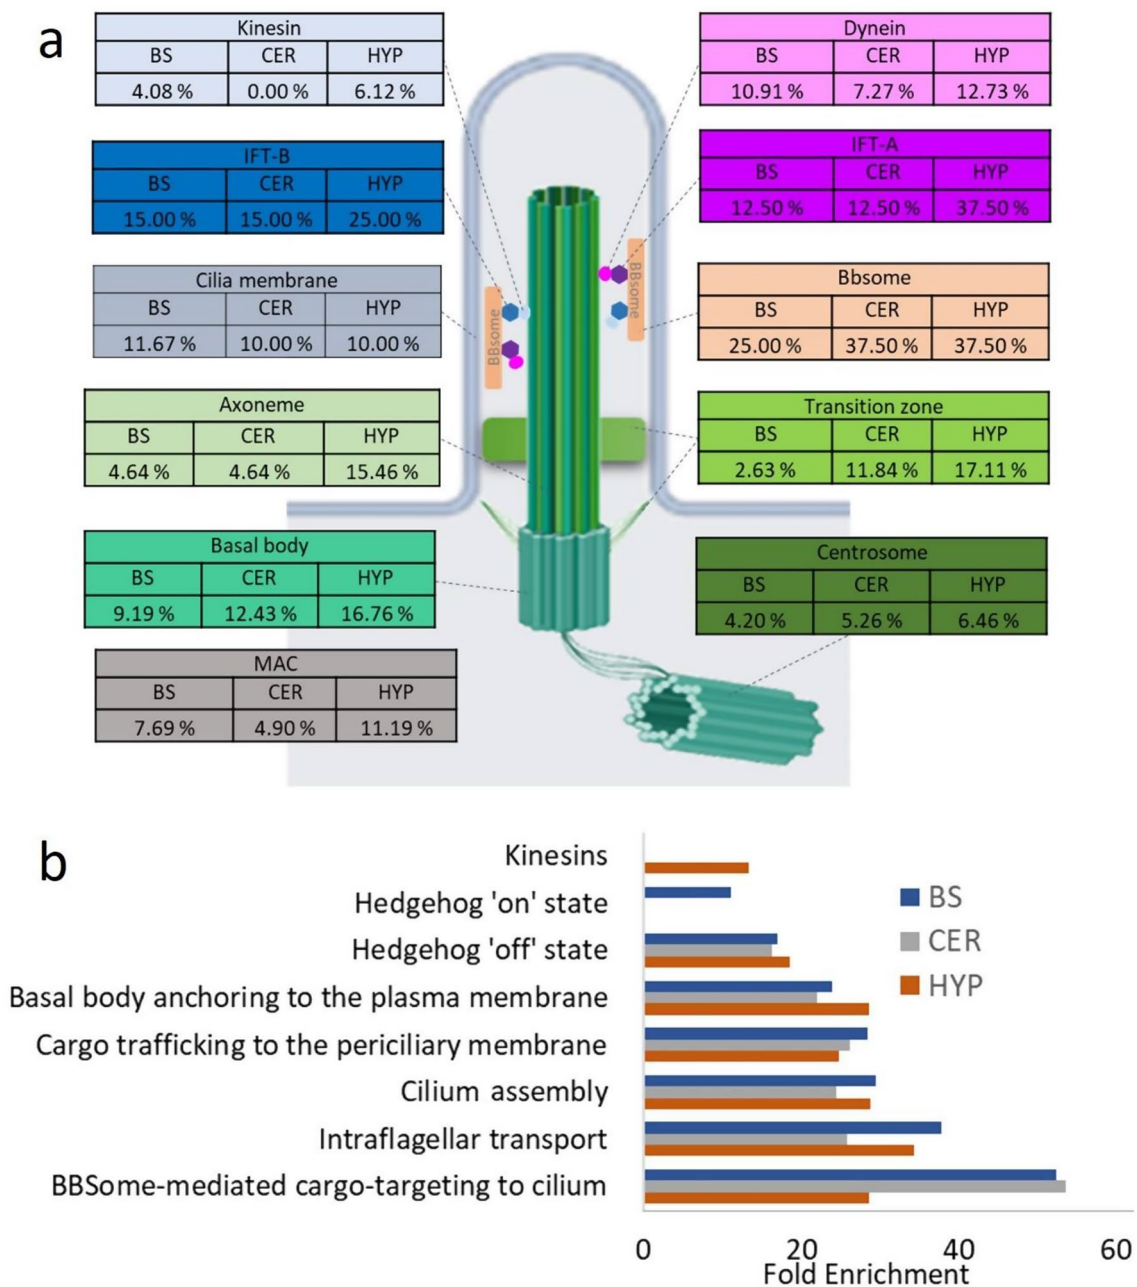 a
Kinesin
BS CER HYP
4.08 % 0.00 % 6.12 %
Dynein
BS CER HYP
10.91 % 7.27 % 12.73 %
IFT-B
BS CER HYP
15.00 % 15.00 % 25.00 %
IFT-A
BS CER HYP
12.50 % 12.50 % 37.50 %
Cilia membrane
BS CER HYP
11.67 % 10.00 % 10.00 %
BBsome
BBsome
Bbsome
BS CER HYP
25.00 % 37.50 % 37.50 %
Axoneme
BS CER HYP
4.64 % 4.64 % 15.46 %
Transition zone
BS CER HYP
2.63 % 11.84 % 17.11 %
Basal body
BS CER HYP
9.19 % 12.43 % 16.76 %
Centrosome
BS CER HYP
4.20 % 5.26 % 6.46 %
MAC
BS CER HYP
7.69 % 4.90 % 11.19 %
b
Kinesins
Hedgehog 'on' state
Hedgehog 'off' state
Basal body anchoring to the plasma membrane
Cargo trafficking to the periciliary membrane
Cilium assembly
Intraflagellar transport
BBSome-mediated cargo-targeting to cilium
BS
CER
HYP
0 20 40 60
Fold Enrichment